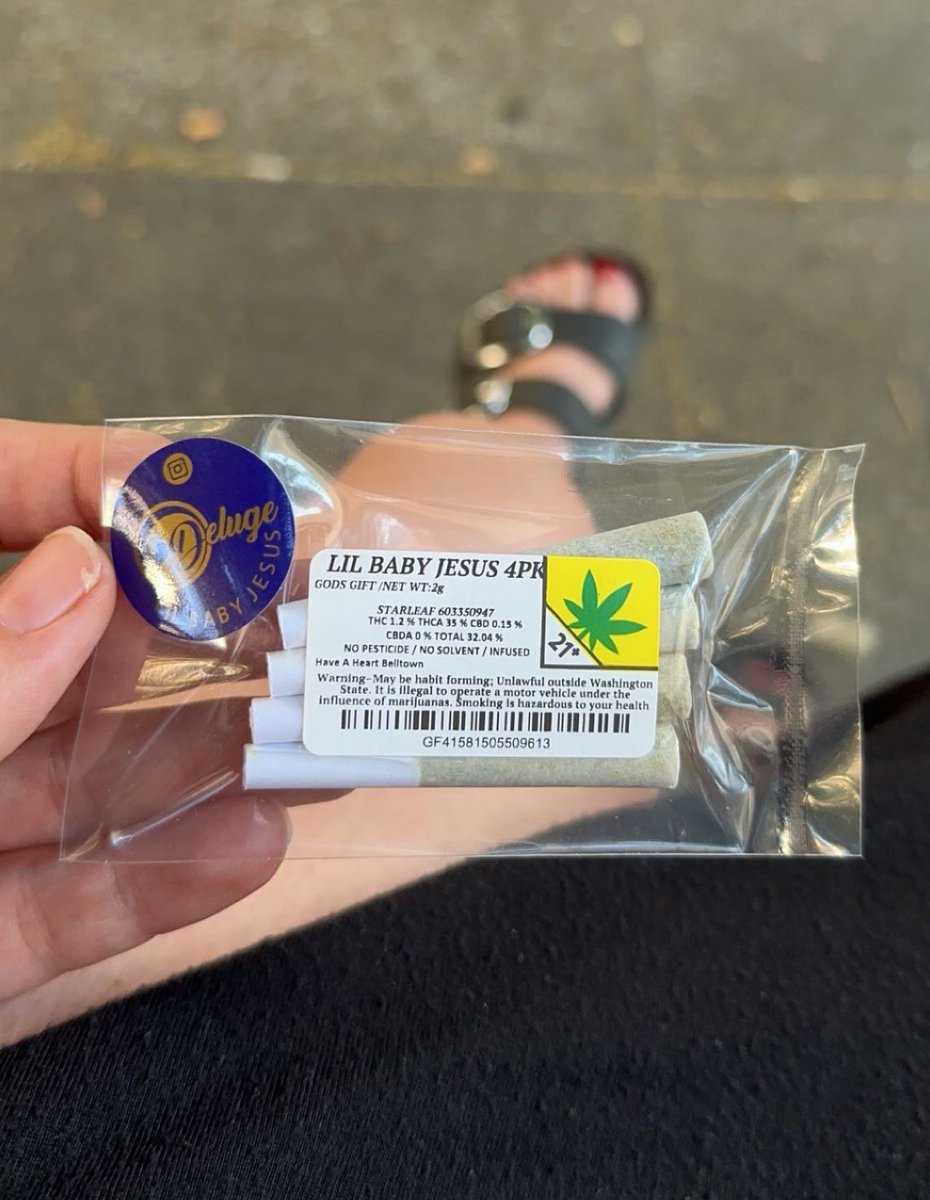 Deluge
BABY JESUS
LIL BABY JESUS 4PK
GODS GIFT /NET WT:2g
STARLEAF 603350947
THC 1.2 % THCA 35 % CBD 0.15 %
CBDA 0 % TOTAL 32.04 %
NO PESTICIDE / NO SOLVENT / INFUSED
Have A Heart Belltown
21+
Warning–May be habit forming; Unlawful outside Washington
State. It is illegal to operate a motor vehicle under the
influence of marijuanas. Smoking is hazardous to your health
GF41581505509613